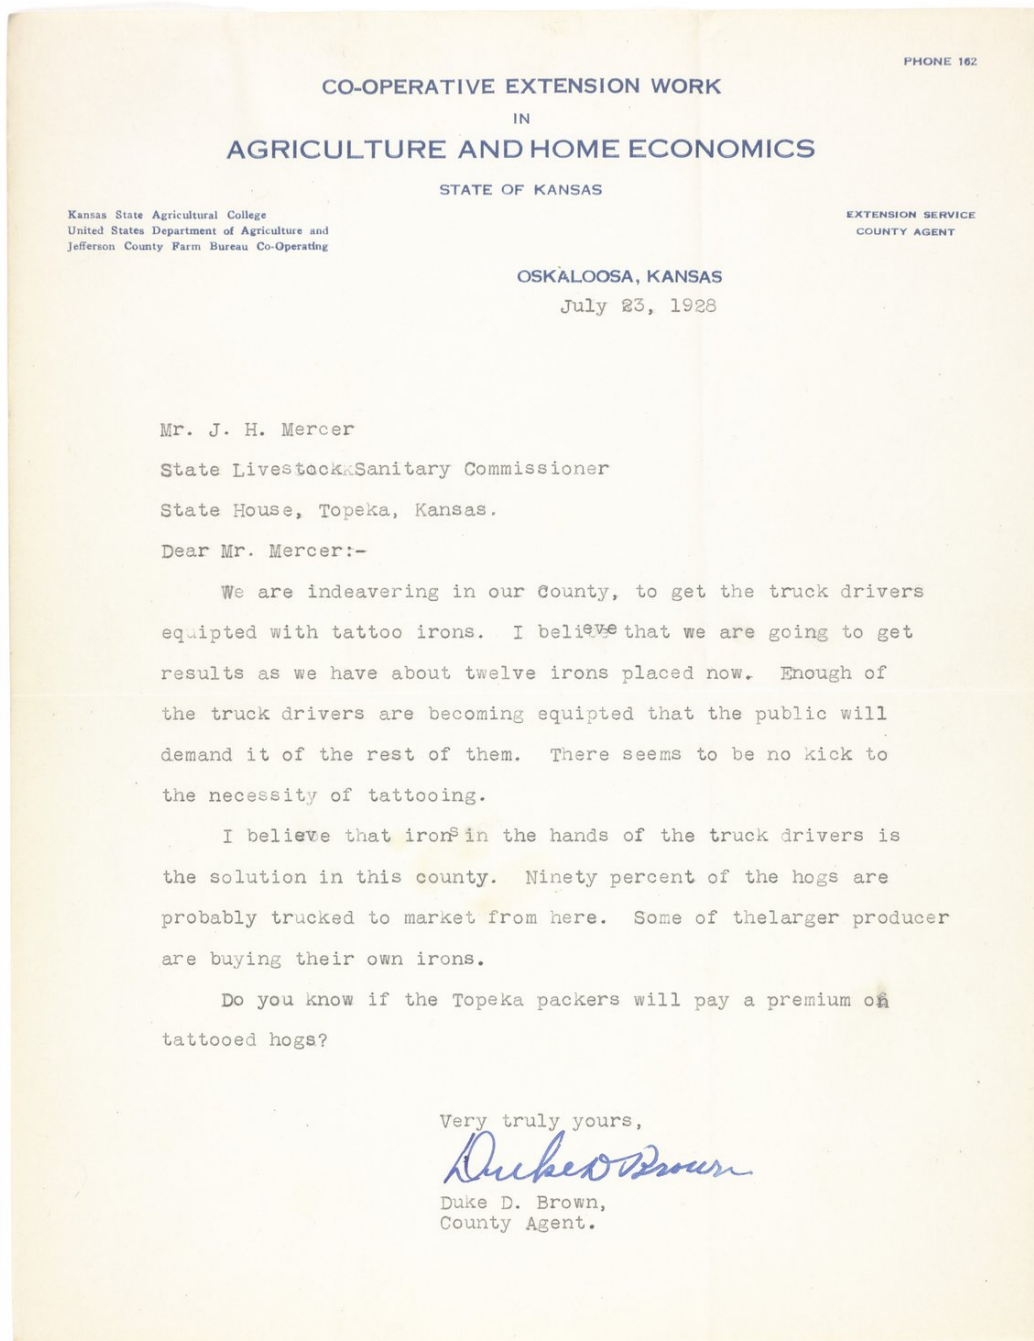 PHONE 162
CO-OPERATIVE EXTENSION WORK
IN
AGRICULTURE AND HOME ECONOMICS
STATE OF KANSAS
Kansas State Agricultural College
United States Department of Agriculture and
Jefferson County Farm Bureau Co-Operating
EXTENSION SERVICE
COUNTY AGENT
OSKALOOSA, KANSAS
July 23, 1928
Mr. J. H. Mercer
State Livestock Sanitary Commissioner
State House, Topeka, Kansas.
Dear Mr. Mercer:-
We are indeavering in our County, to get the truck drivers
equipted with tattoo irons. I believe that we are going to get
results as we have about twelve irons placed now. Enough of
the truck drivers are becoming equipted that the public will
demand it of the rest of them. There seems to be no kick to
the necessity of tattooing.
I believe that irons in the hands of the truck drivers is
the solution in this county. Ninety percent of the hogs are
probably trucked to market from here. Some of thelarger producer
are buying their own irons.
Do you know if the Topeka packers will pay a premium on
tattooed hogs?
Very truly yours,
Duke D Brown
Duke D. Brown,
County Agent.